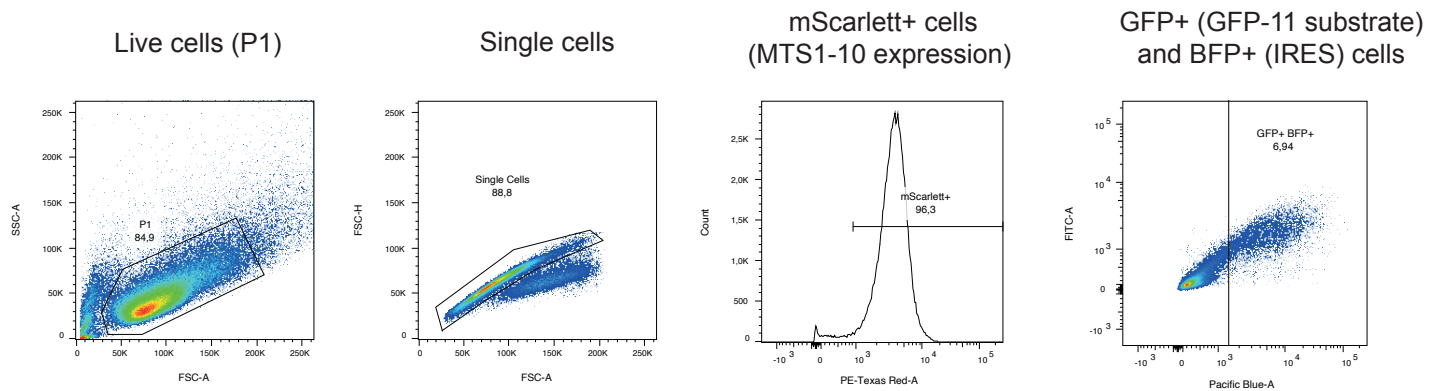 Live cells (P1)
Single cells
mScarlett+ cells
(MTS1-10 expression)
GFP+ (GFP-11 substrate)
and BFP+ (IRES) cells
250K
200K
150K
100K
50K
0
SSC-A
P1
84,9
0
50K
100K
150K
200K
250K
FSC-A
250K
200K
150K
100K
50K
0
FSC-H
Single Cells
88,8
0
50K
100K
150K
200K
250K
FSC-A
2,5K
2,0K
1,5K
1,0K
500
0
Count
mScarlett+
96,3
-10 3
0
10 3
10 4
10 5
PE-Texas Red-A
10 5
10 4
10 3
0
-10 3
FITC-A
GFP+ BFP+
6,94
-10 3
0
10 3
10 4
10 5
Pacific Blue-A